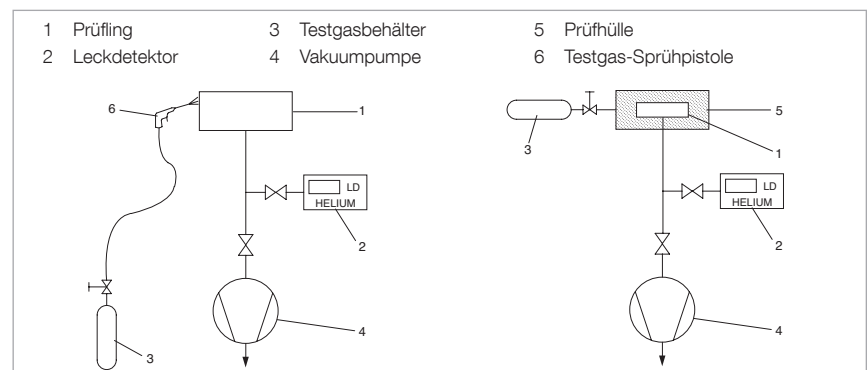 1 Prüfling 3 Testgasbehälter 5 Prüfhülle
2 Leckdetektor 4 Vakuumpumpe 6 Testgas-Sprühpistole
6
1
LD
HELIUM
2
4
3
3
5
1
LD
HELIUM
2
4